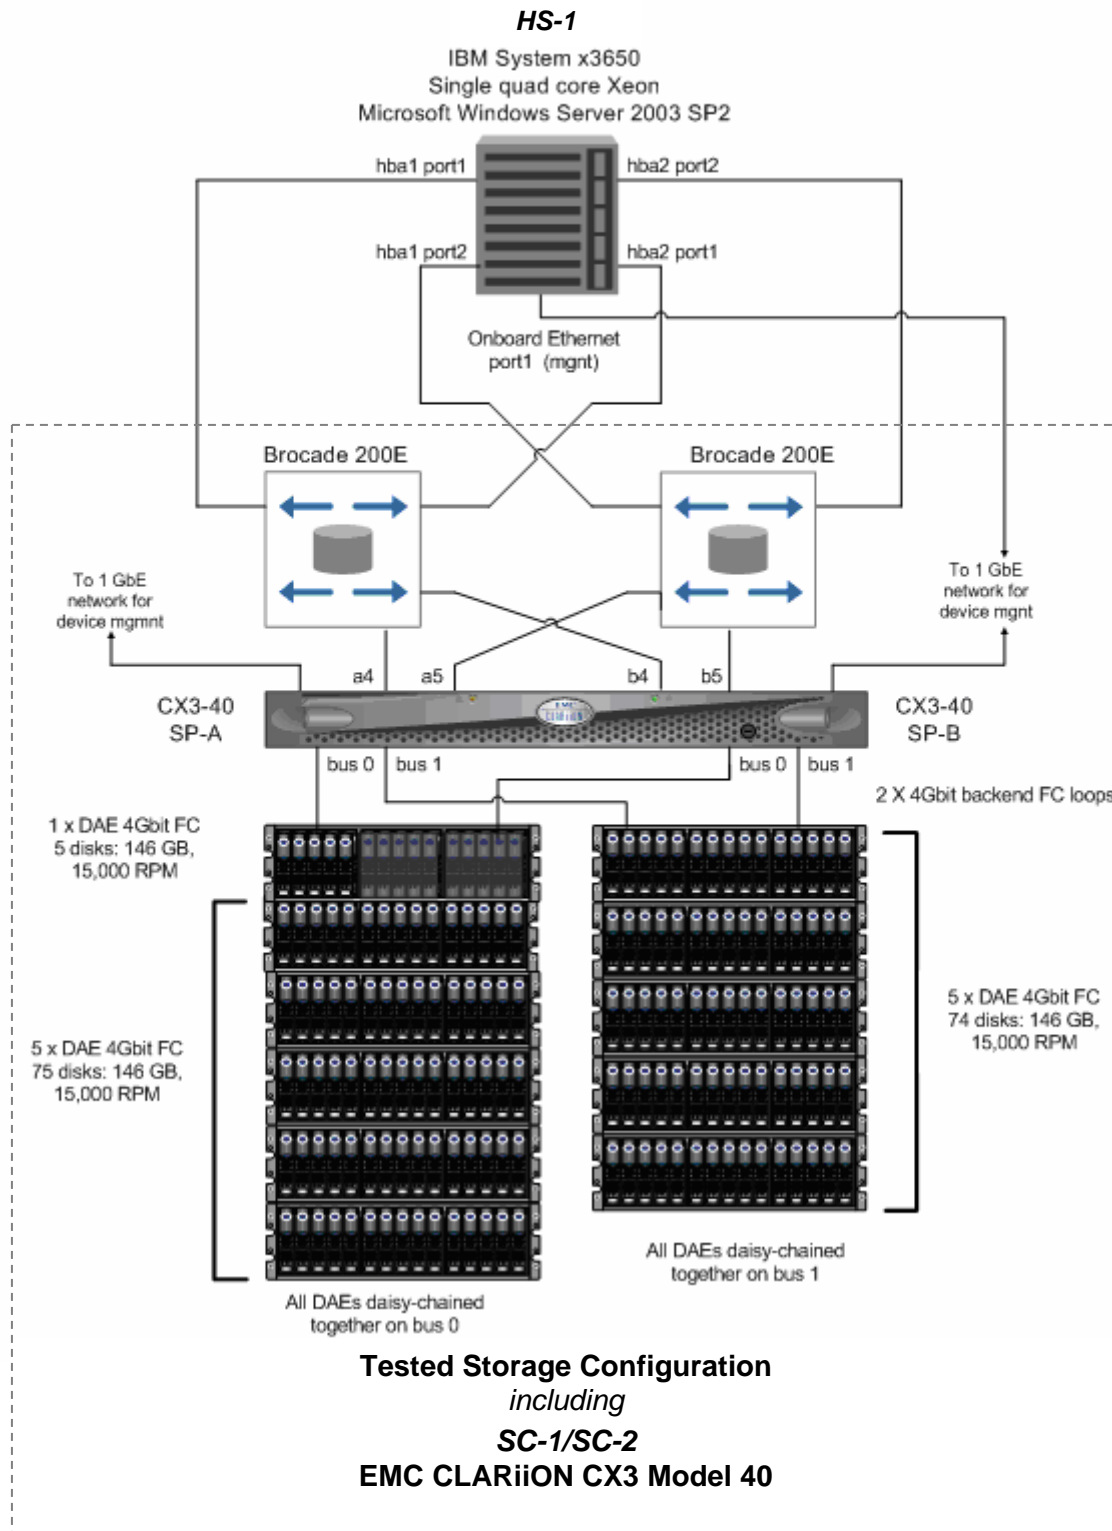 HS-1
IBM System x3650
Single quad core Xeon
Microsoft Windows Server 2003 SP2
hba1 port1
hba2 port2
hba1 port2
hba2 port1
Onboard Ethernet
port1 (mgnt)
Brocade 200E
Brocade 200E
To 1 GbE
network for
device mgmnt
To 1 GbE
network for
device mgnt
a4
a5
b4
b5
CX3-40
SP-A
EMC
CLARiiON
CX3-40
SP-B
bus 0
bus 1
bus 0
bus 1
2 X 4Gbit backend FC loops
1 x DAE 4Gbit FC
5 disks: 146 GB,
15,000 RPM
5 x DAE 4Gbit FC
75 disks: 146 GB,
15,000 RPM
5 x DAE 4Gbit FC
74 disks: 146 GB,
15,000 RPM
All DAEs daisy-chained
together on bus 1
All DAEs daisy-chained
together on bus 0
Tested Storage Configuration
including
SC-1/SC-2
EMC CLARiiON CX3 Model 40